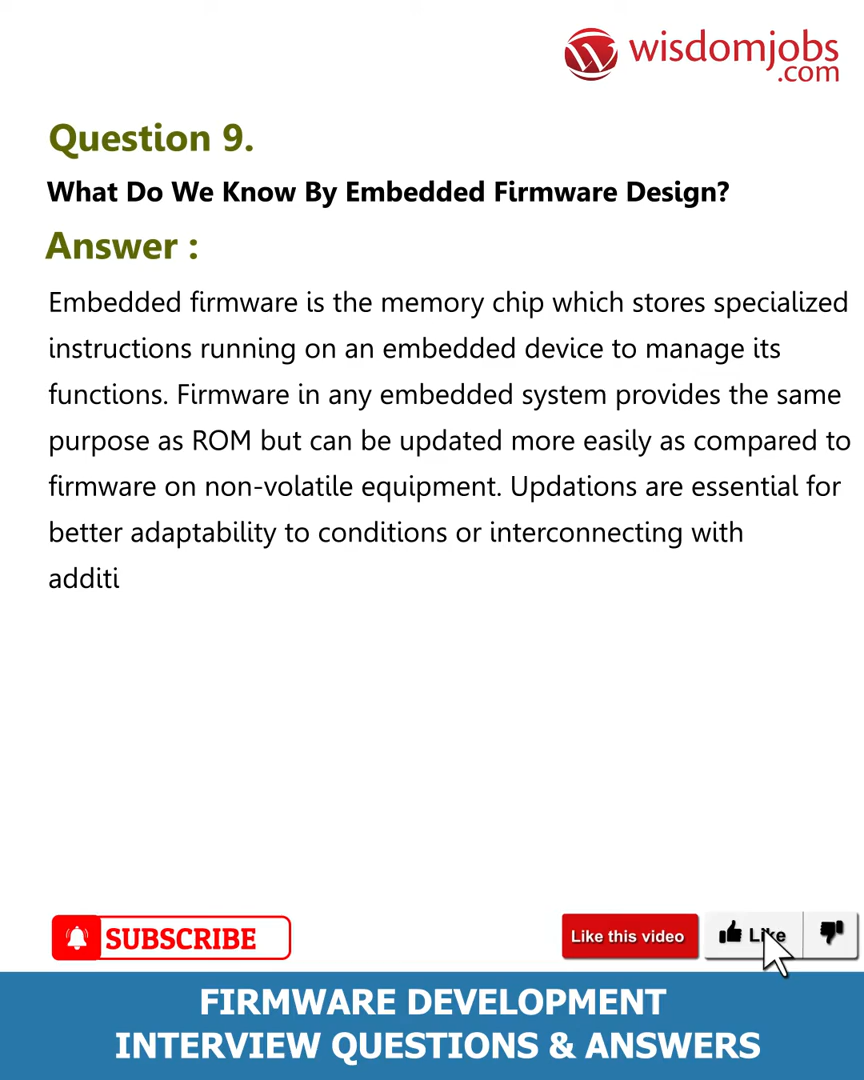 wisdomjobs
.com
Question 9.
What Do We Know By Embedded Firmware Design?
Answer :
Embedded firmware is the memory chip which stores specialized
instructions running on an embedded device to manage its
functions. Firmware in any embedded system provides the same
purpose as ROM but can be updated more easily as compared to
firmware on non-volatile equipment. Updations are essential for
better adaptability to conditions or interconnecting with
additi
SUBSCRIBE
Like this video
Like
FIRMWARE DEVELOPMENT
INTERVIEW QUESTIONS & ANSWERS